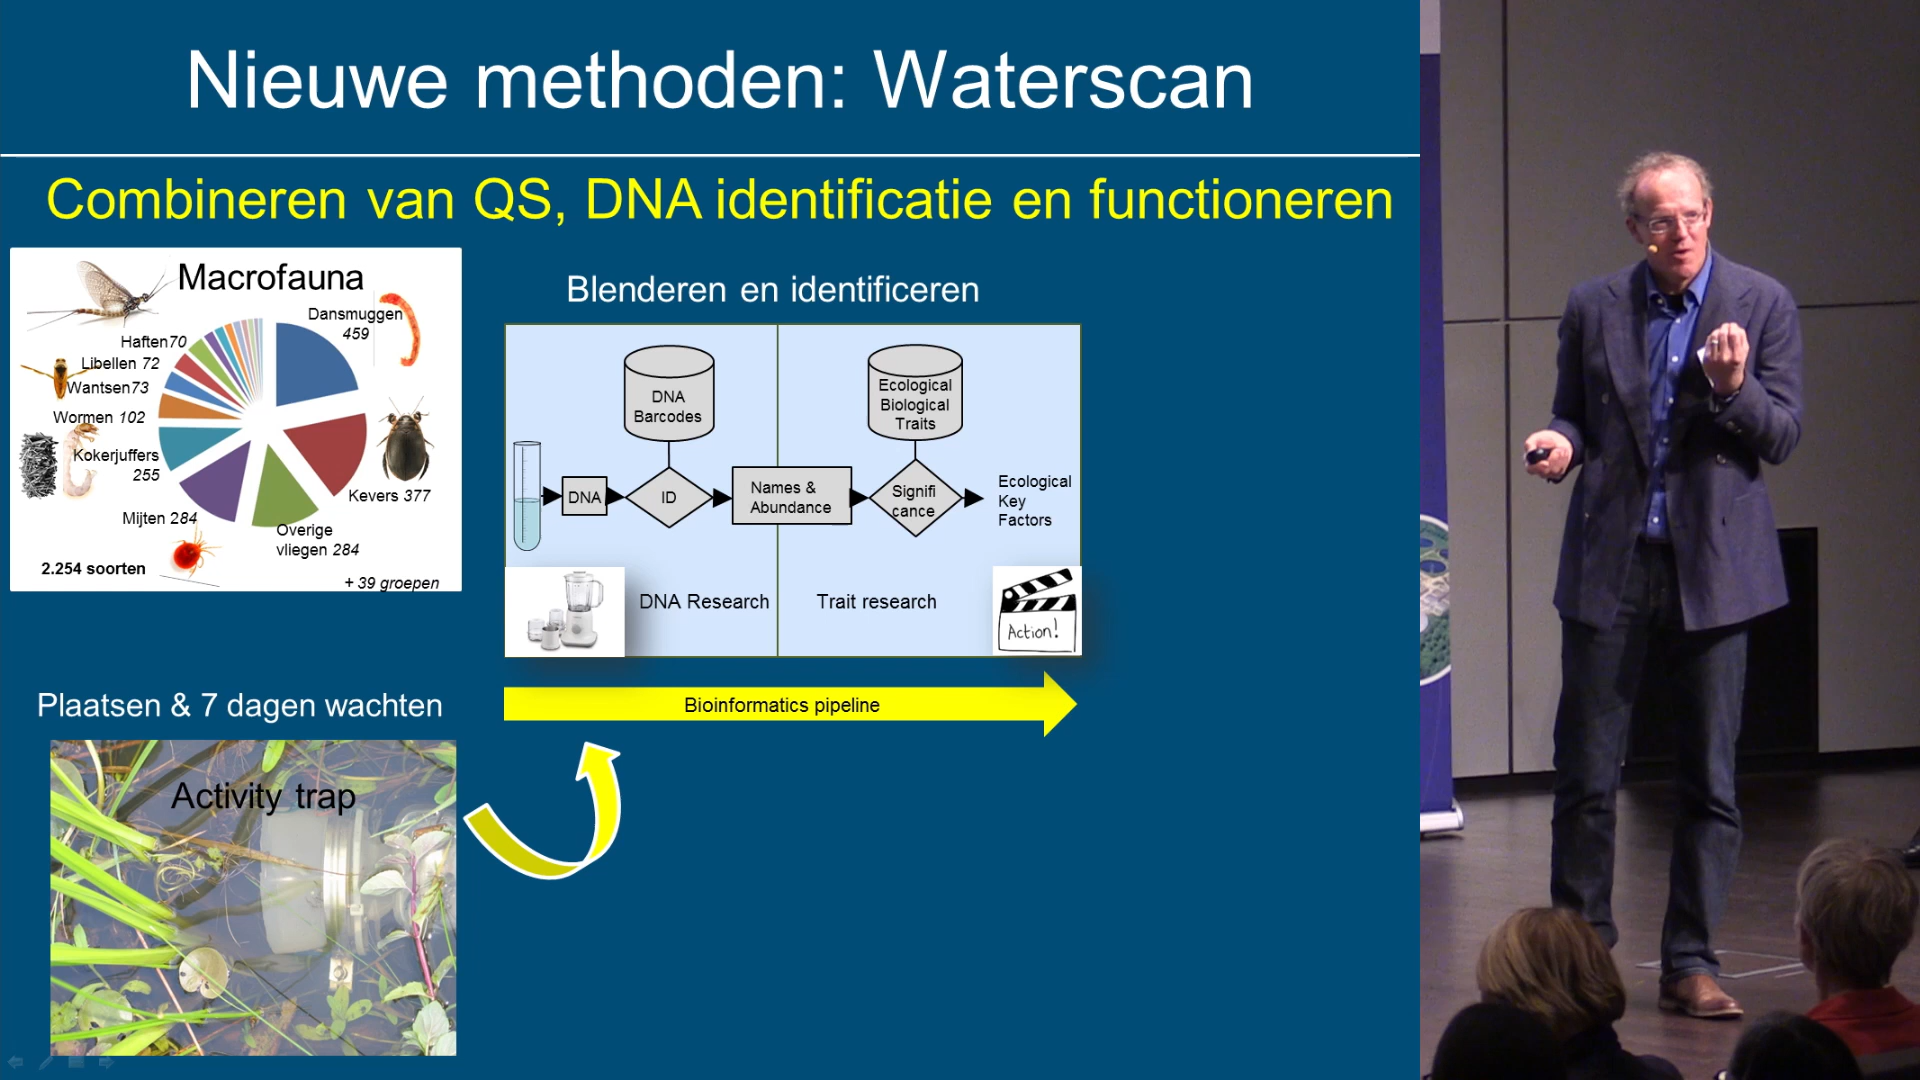 Nieuwe methoden: Waterscan
Combineren van QS, DNA identificatie en functioneren
Macrofauna
Dansmuggen
459
Haften70
Libellen 72
Wantsen73
Wormen 102
Kokerjuffers
255
Kevers 377
Mijten 284
Overige
vliegen 284
2.254 soorten
+ 39 groepen
Blenderen en identificeren
DNA
Barcodes
Ecological
Biological
Traits
DNA
ID
Names &
Abundance
Signifi
cance
Ecological
Key
Factors
DNA Research
Trait research
Action!
Bioinformatics pipeline
Plaatsen & 7 dagen wachten
Activity trap